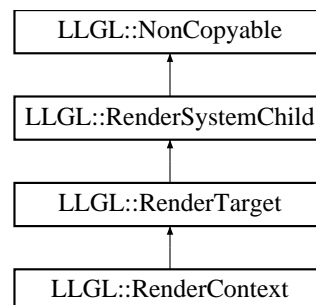 LLGL::NonCopyable
LLGL::RenderSystemChild
LLGL::RenderTarget
LLGL::RenderContext